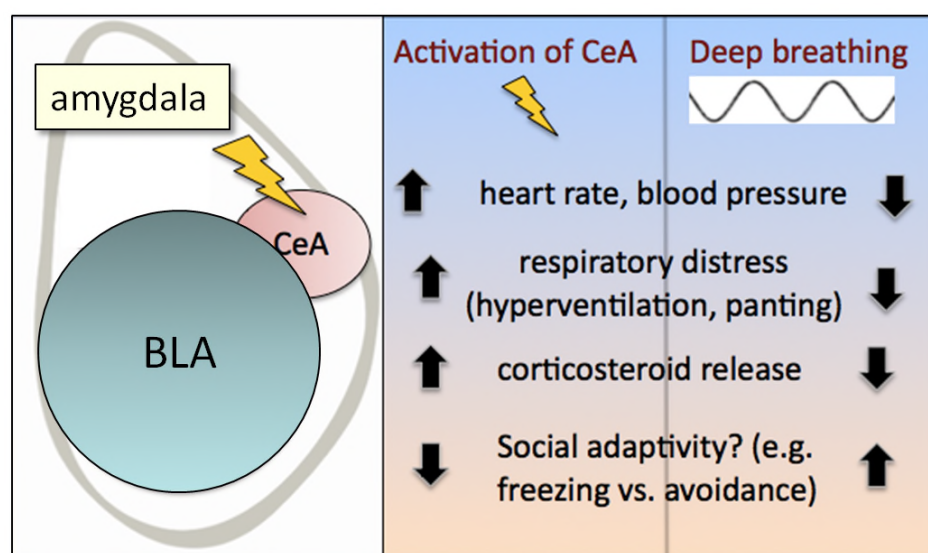 amygdala
CeA
BLA
Activation of CeA
Deep breathing
heart rate, blood pressure
respiratory distress
(hyperventilation, panting)
corticosteroid release
Social adaptivity? (e.g.
freezing vs. avoidance)